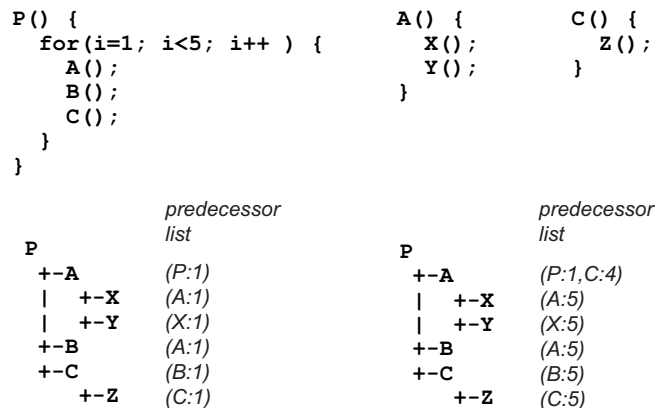 P() {
  for(i=1; i<5; i++ ) {
    A();
    B();
    C();
  }
}
A() {
  X();
  Y();
}
C() {
  Z();
}
predecessor
list
P
+-A (P:1)
| +-X (A:1)
| +-Y (X:1)
+-B (A:1)
+-C (B:1)
+-Z (C:1)
predecessor
list
P
+-A (P:1,C:4)
| +-X (A:5)
| +-Y (X:5)
+-B (A:5)
+-C (B:5)
+-Z (C:5)